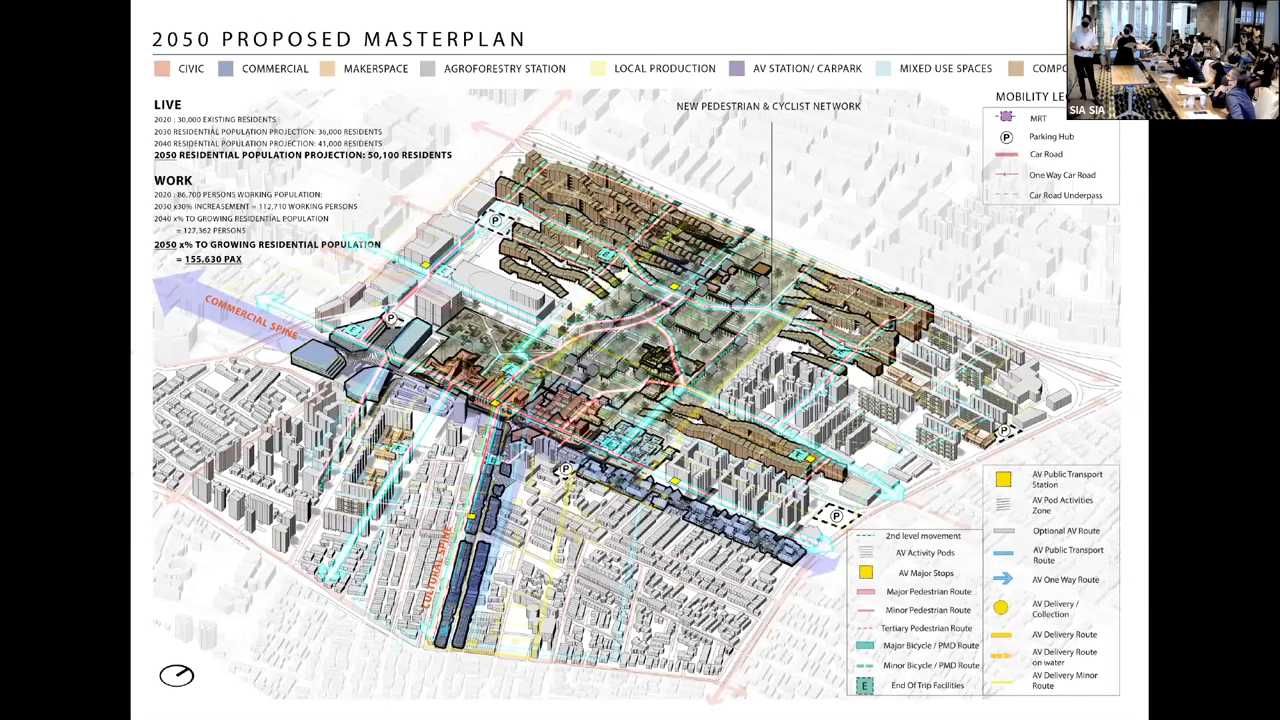 2050 PROPOSED MASTERPLAN
CIVIC
COMMERCIAL
MAKERSPACE
AGROFORESTRY STATION
LOCAL PRODUCTION
AV STATION/ CARPARK
MIXED USE SPACES
COMPO
SIA SIA
LIVE
2020 : 30,000 EXISTING RESIDENTS
2030 RESIDENTIAL POPULATION PROJECTION: 36,000 RESIDENTS
2040 RESIDENTIAL POPULATION PROJECTION: 41,000 RESIDENTS
2050 RESIDENTIAL POPULATION PROJECTION: 50,100 RESIDENTS
WORK
2020 : 86,700 PERSONS WORKING POPULATION:
2030 x30% INCREASEMENT = 112,710 WORKING PERSONS
2040 x% TO GROWING RESIDENTIAL POPULATION
= 127,362 PERSONS
2050 x% TO GROWING RESIDENTIAL POPULATION
= 155,630 PAX
NEW PEDESTRIAN & CYCLIST NETWORK
MOBILITY LE
MRT
P Parking Hub
Car Road
One Way Car Road
Car Road Underpass
COMMERCIAL SPINE
CULTURAL SPINE
P
P
P
P
P
2nd level movement
AV Activity Pods
AV Major Stops
Major Pedestrian Route
Minor Pedestrian Route
Tertiary Pedestrian Route
Major Bicycle / PMD Route
Minor Bicycle / PMD Route
E End Of Trip Facilities
AV Public Transport
Station
AV Pod Activities
Zone
Optional AV Route
AV Public Transport
Route
AV One Way Route
AV Delivery /
Collection
AV Delivery Route
AV Delivery Route
on water
AV Delivery Minor
Route